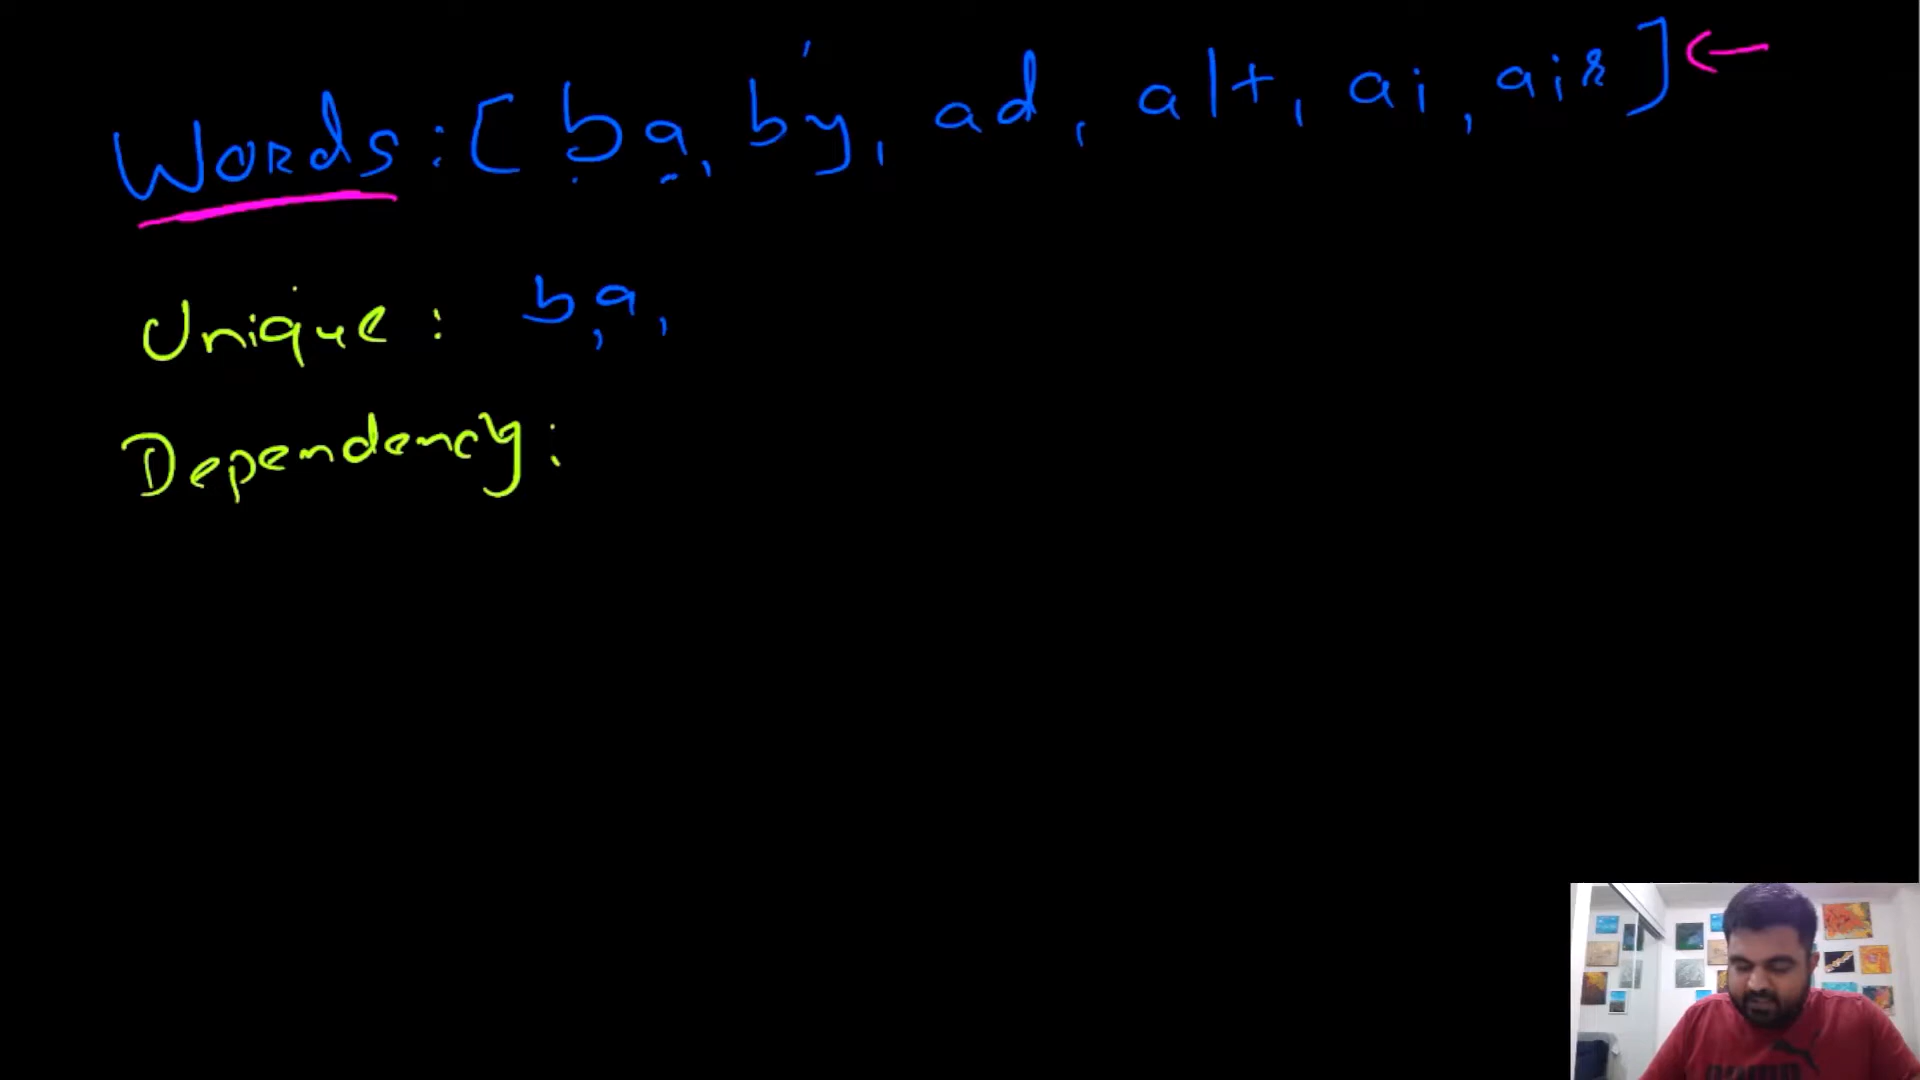 Words: [ba, by, ad, alt, ai, air]
Unique: b, a,
Dependency: